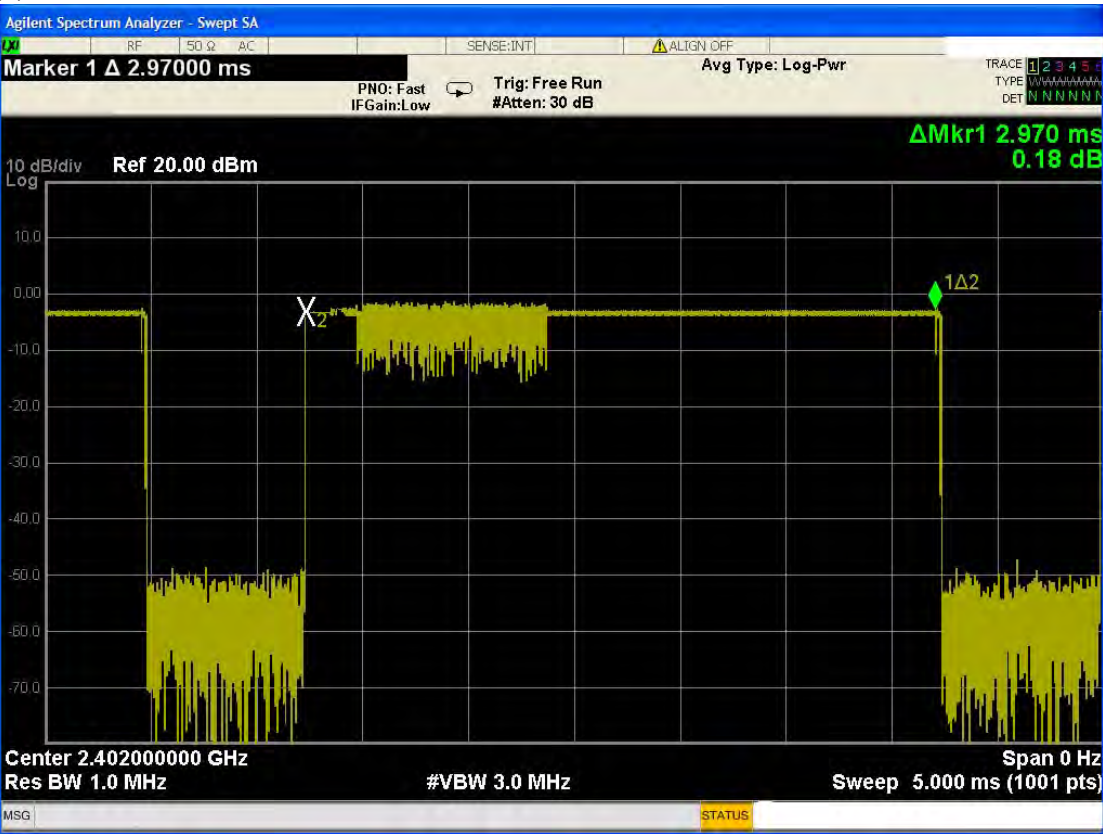 Agilent Spectrum Analyzer - Swept SA
LXI RF 50 Ω AC SENSE:INT ALIGN OFF
Marker 1 Δ 2.97000 ms
PNO: Fast
IFGain:Low
Trig: Free Run
#Atten: 30 dB
Avg Type: Log-Pwr
TRACE 1 2 3 4 5 6
TYPE
DET N N N N N N
ΔMkr1 2.970 ms
0.18 dB
10 dB/div Ref 20.00 dBm
Log
10.0
0.00
-10.0
-20.0
-30.0
-40.0
-50.0
-60.0
-70.0
X2
1Δ2
Center 2.402000000 GHz Span 0 Hz
Res BW 1.0 MHz #VBW 3.0 MHz Sweep 5.000 ms (1001 pts)
MSG STATUS